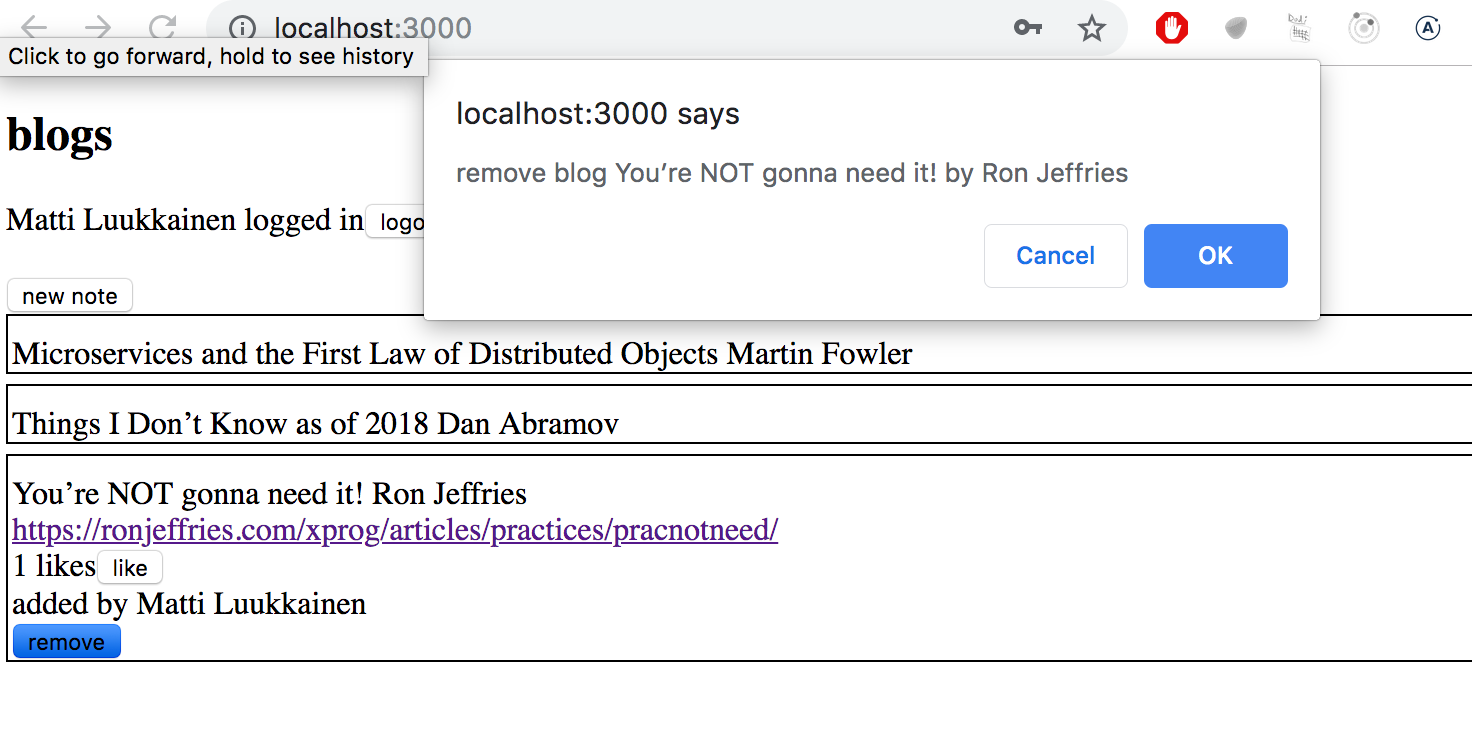 localhost:3000
Click to go forward, hold to see history
localhost:3000 says
remove blog You’re NOT gonna need it! by Ron Jeffries
Cancel OK
blogs
Matti Luukkainen logged in logo
new note
Microservices and the First Law of Distributed Objects Martin Fowler
Things I Don’t Know as of 2018 Dan Abramov
You’re NOT gonna need it! Ron Jeffries
https://ronjeffries.com/xprog/articles/practices/pracnotneed/
1 likes like
added by Matti Luukkainen
remove